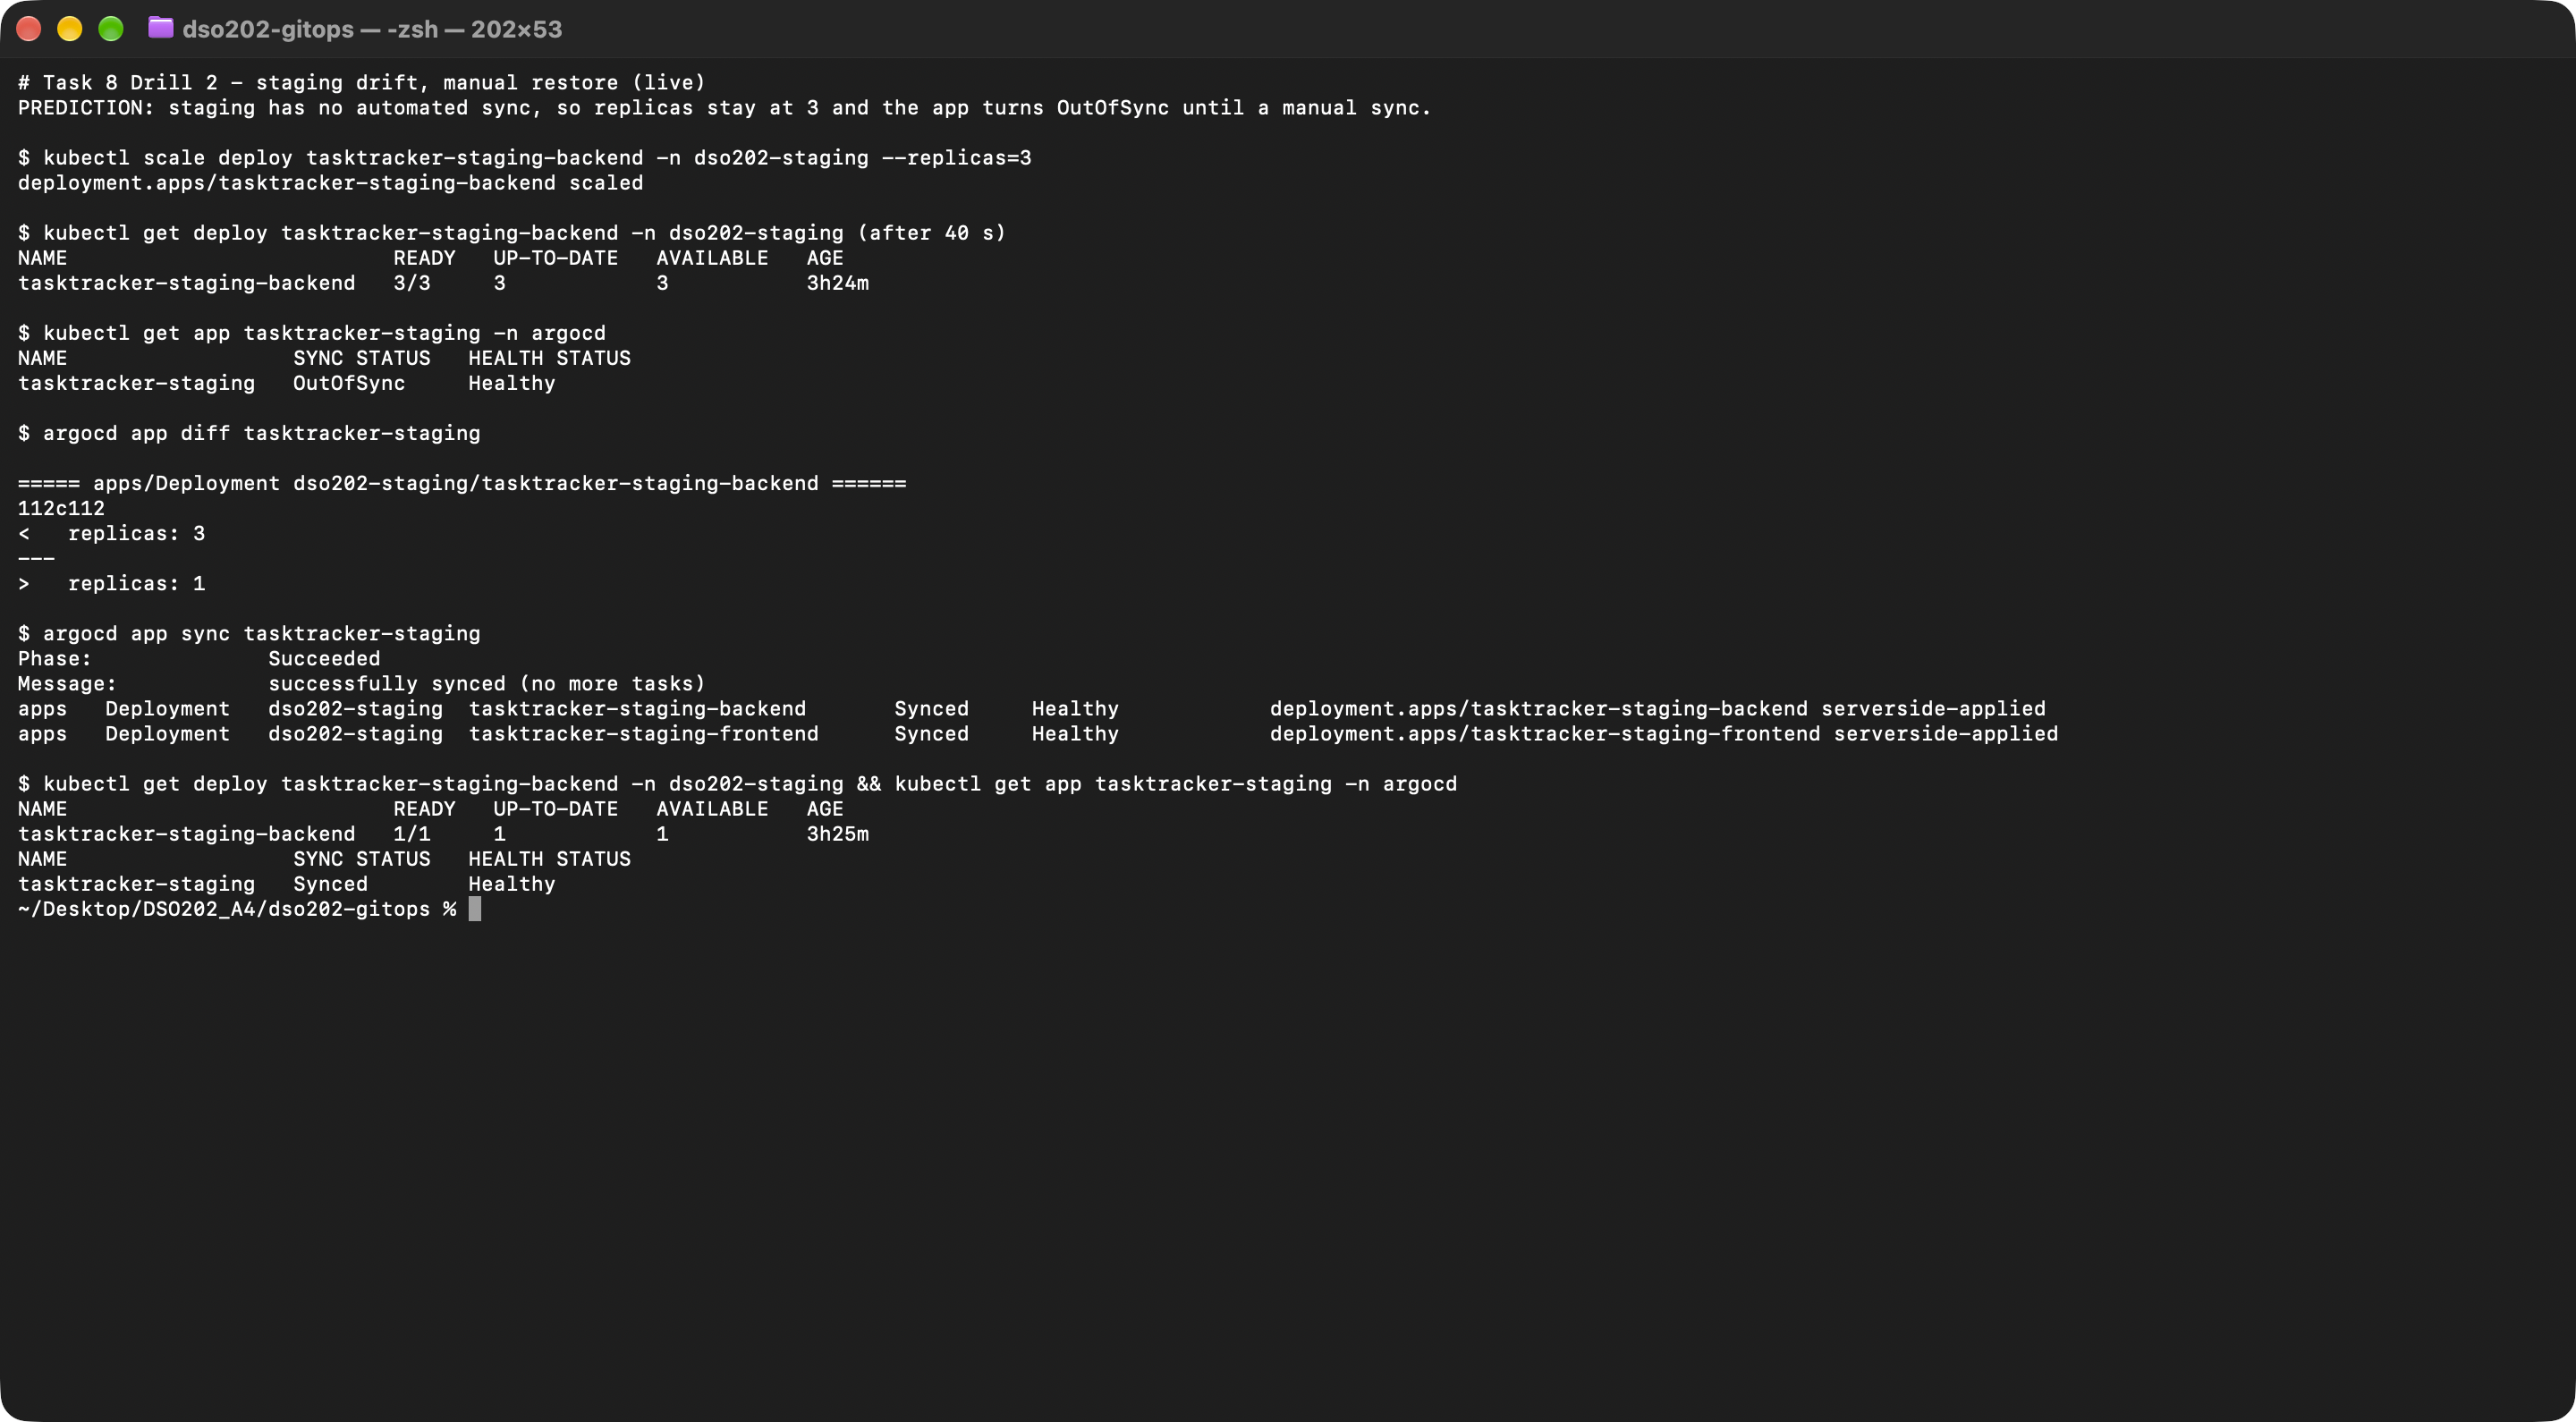 dso202-gitops — -zsh — 202×53
# Task 8 Drill 2 – staging drift, manual restore (live)
PREDICTION: staging has no automated sync, so replicas stay at 3 and the app turns OutOfSync until a manual sync.
$ kubectl scale deploy tasktracker-staging-backend -n dso202-staging --replicas=3
deployment.apps/tasktracker-staging-backend scaled
$ kubectl get deploy tasktracker-staging-backend -n dso202-staging (after 40 s)
NAME                          READY   UP-TO-DATE   AVAILABLE   AGE
tasktracker-staging-backend   3/3     3            3           3h24m
$ kubectl get app tasktracker-staging -n argocd
NAME                  SYNC STATUS   HEALTH STATUS
tasktracker-staging   OutOfSync     Healthy
$ argocd app diff tasktracker-staging
===== apps/Deployment dso202-staging/tasktracker-staging-backend ======
112c112
<   replicas: 3
---
>   replicas: 1
$ argocd app sync tasktracker-staging
Phase:              Succeeded
Message:            successfully synced (no more tasks)
apps   Deployment   dso202-staging  tasktracker-staging-backend       Synced     Healthy            deployment.apps/tasktracker-staging-backend serverside-applied
apps   Deployment   dso202-staging  tasktracker-staging-frontend      Synced     Healthy            deployment.apps/tasktracker-staging-frontend serverside-applied
$ kubectl get deploy tasktracker-staging-backend -n dso202-staging && kubectl get app tasktracker-staging -n argocd
NAME                          READY   UP-TO-DATE   AVAILABLE   AGE
tasktracker-staging-backend   1/1     1            1           3h25m
NAME                  SYNC STATUS   HEALTH STATUS
tasktracker-staging   Synced        Healthy
~/Desktop/DSO202_A4/dso202-gitops %